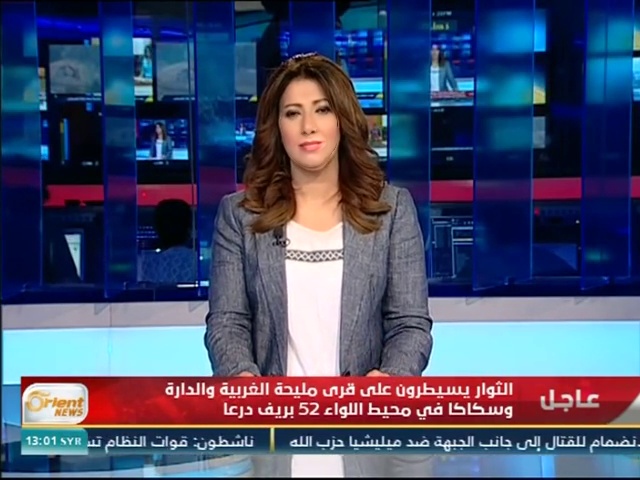 الثوار يسيطرون على قرى مليحة الغربية والدارة
وسكاكا في محيط اللواء 52 بريف درعا
عاجل
Orient
NEWS
13:01 SYR
نضمام للقتال إلى جانب الجبهة ضد ميليشيا حزب الله
ناشطون: قوات النظام تس